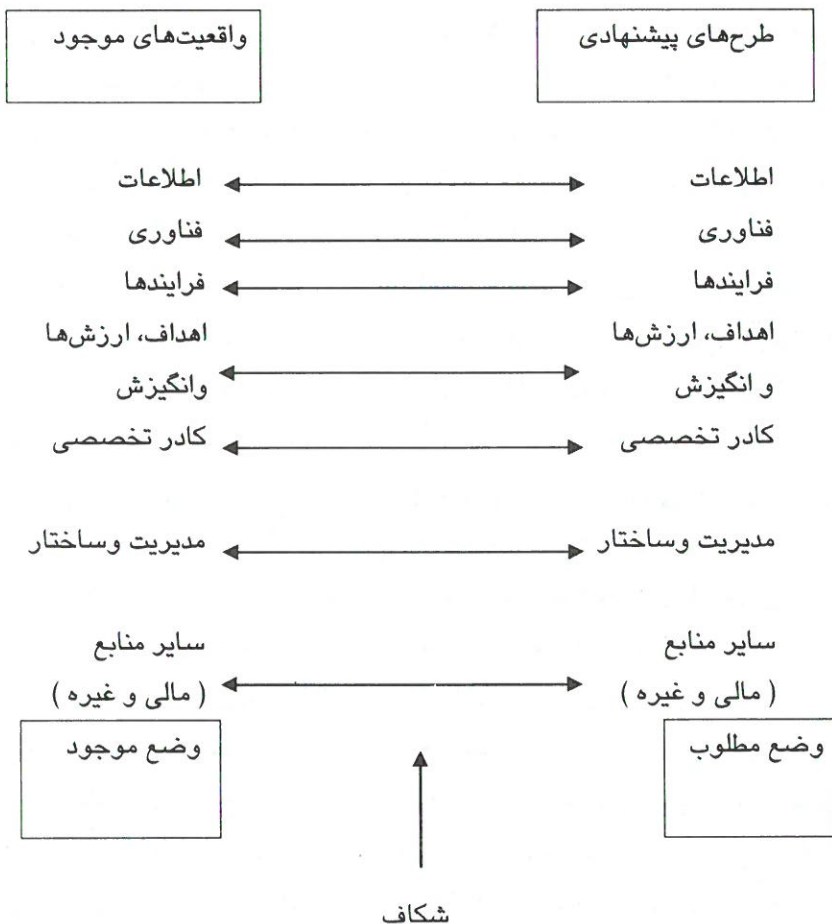 طرح‌های پیشنهادی
واقعیت‌های موجود
اطلاعات
اطلاعات
فناوری
فناوری
فرایندها
فرایندها
اهداف، ارزش‌ها
اهداف، ارزش‌ها
و انگیزش
وانگیزش
کادر تخصصی
کادر تخصصی
مدیریت وساختار
مدیریت وساختار
سایر منابع
سایر منابع
( مالی و غیره )
( مالی و غیره )
وضع مطلوب
وضع موجود
شکاف